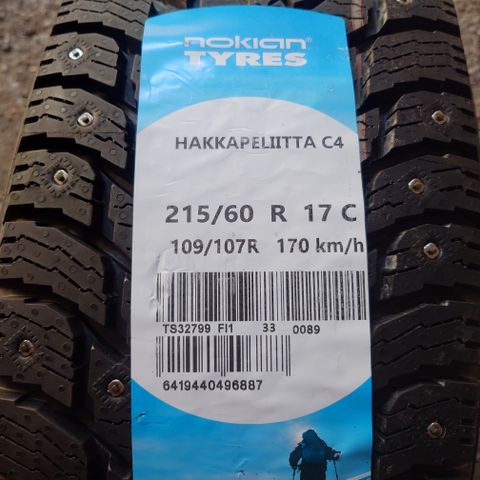 nokian
TYRES
HAKKAPELIITTA C4
215/60 R 17 C
109/107R 170 km/h
TS32799 FI1 33 0089
6419440496887